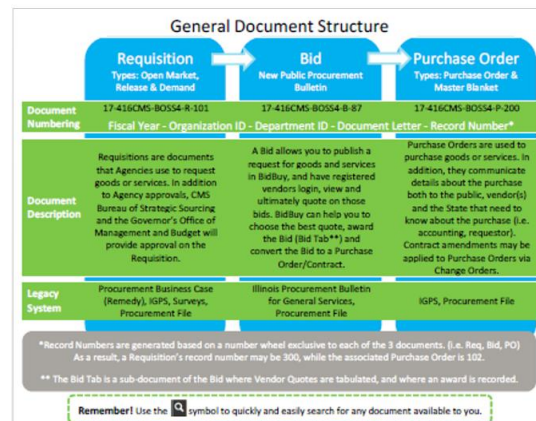 General Document Structure
Requisition
Types: Open Market,
Release & Demand
Bid
New Public Procurement
Bulletin
Purchase Order
Types: Purchase Order &
Master Blanket
Document
Numbering
17-416CMS-BOSS4-R-101
17-416CMS-BOSS4-B-87
17-416CMS-BOSS4-P-200
Fiscal Year - Organization ID - Department ID - Document Letter - Record Number*
Document
Description
Requisitions are documents
that Agencies use to request
goods or services. In addition
to Agency approvals, CMS
Bureau of Strategic Sourcing
and the Governor's Office of
Management and Budget will
provide approval on the
Requisition.
A Bid allows you to publish a
request for goods and services
in BidBuy, and have registered
vendors login, view and
ultimately quote on those
bids. BidBuy can help you to
choose the best quote, award
the Bid (Bid Tab**) and
convert the Bid to a Purchase
Order/Contract.
Purchase Orders are used to
purchase goods or services. In
addition, they communicate
details about the purchase
both to the public, vendor(s)
and the State that need to
know about the purchase (i.e.
accounting, requestor).
Contract amendments may be
applied to Purchase Orders via
Change Orders.
Legacy
System
Procurement Business Case
(Remedy), IGPS, Surveys,
Procurement File
Illinois Procurement Bulletin
for General Services,
Procurement File
IGPS, Procurement File
*Record Numbers are generated based on a number wheel exclusive to each of the 3 documents. (i.e. Req, Bid, PO)
As a result, a Requisition's record number may be 300, while the associated Purchase Order is 102.
** The Bid Tab is a sub-document of the Bid where Vendor Quotes are tabulated, and where an award is recorded.
Remember! Use the symbol to quickly and easily search for any document available to you.